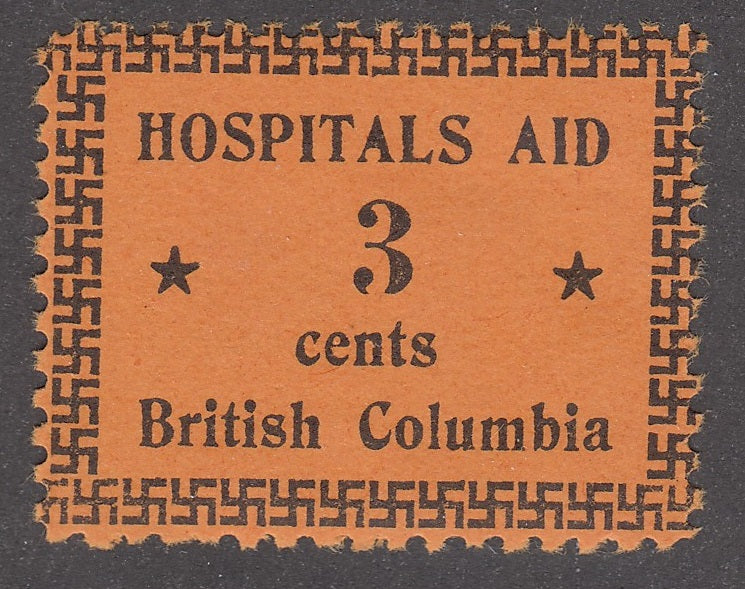 HOSPITALS AID
3
cents
British Columbia